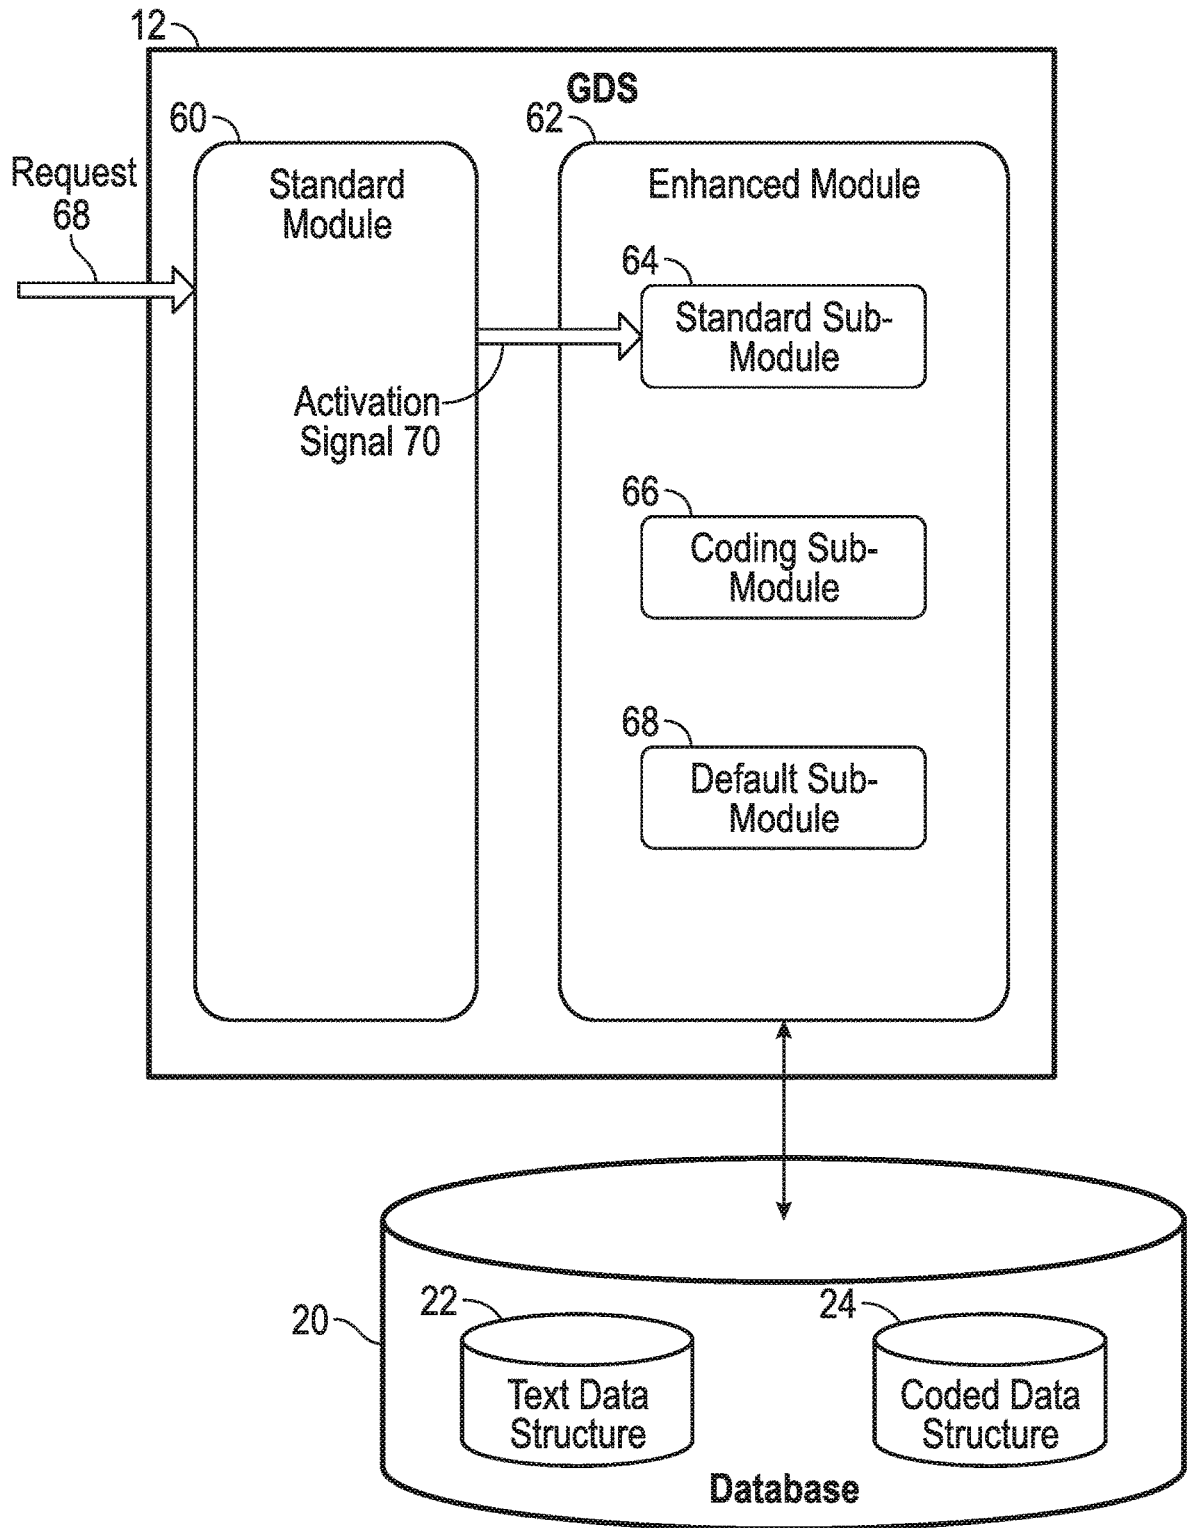 12
GDS
60
62
Request
68
Standard
Module
Enhanced Module
64
Standard Sub-
Module
Activation
Signal 70
66
Coding Sub-
Module
68
Default Sub-
Module
20
22
24
Text Data
Structure
Coded Data
Structure
Database